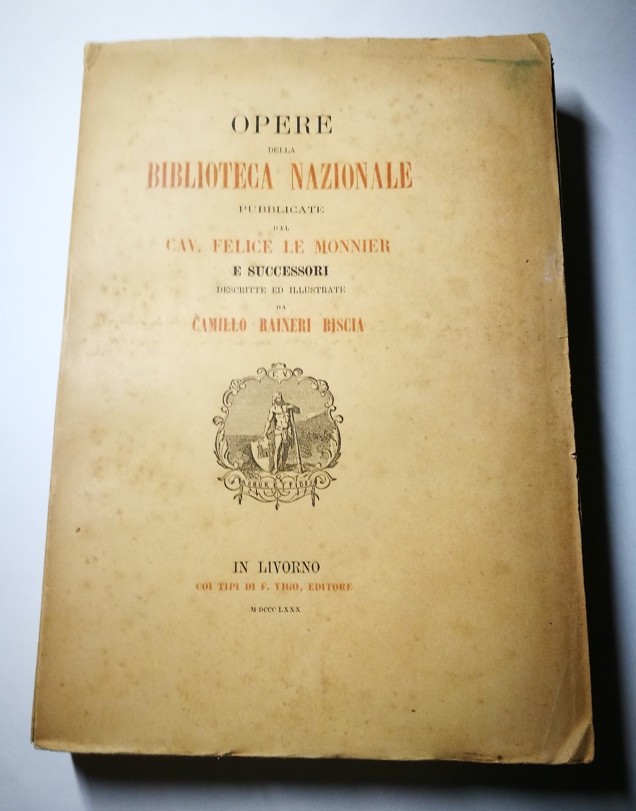 OPERE
DELLA
BIBLIOTECA NAZIONALE
PUBBLICATE
DAL
CAV. FELICE LE MONNIER
E SUCCESSORI
DESCRITTE ED ILLUSTRATE
DA
CAMILLO RAINERI BISCIA
F. V.
IN LIVORNO
COI TIPI DI F. VIGO, EDITORE
M DCCC LXXX